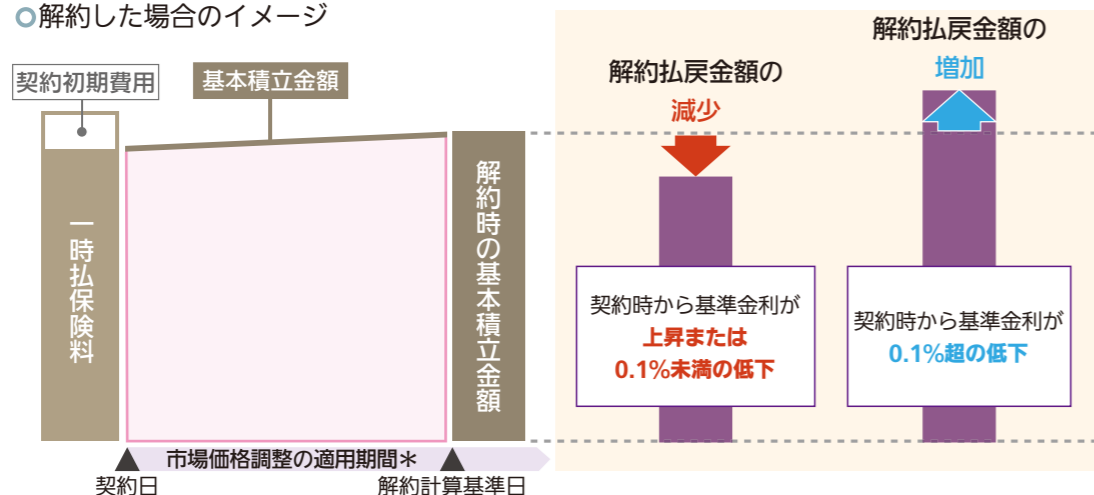 解約した場合のイメージ
契約初期費用
基本積立金額
一時払保険料
解約時の基本積立金額
市場価格調整の適用期間＊
契約日
解約計算基準日
解約払戻金額の
減少
契約時から基準金利が
上昇または
0.1％未満の低下
解約払戻金額の
増加
契約時から基準金利が
0.1％超の低下